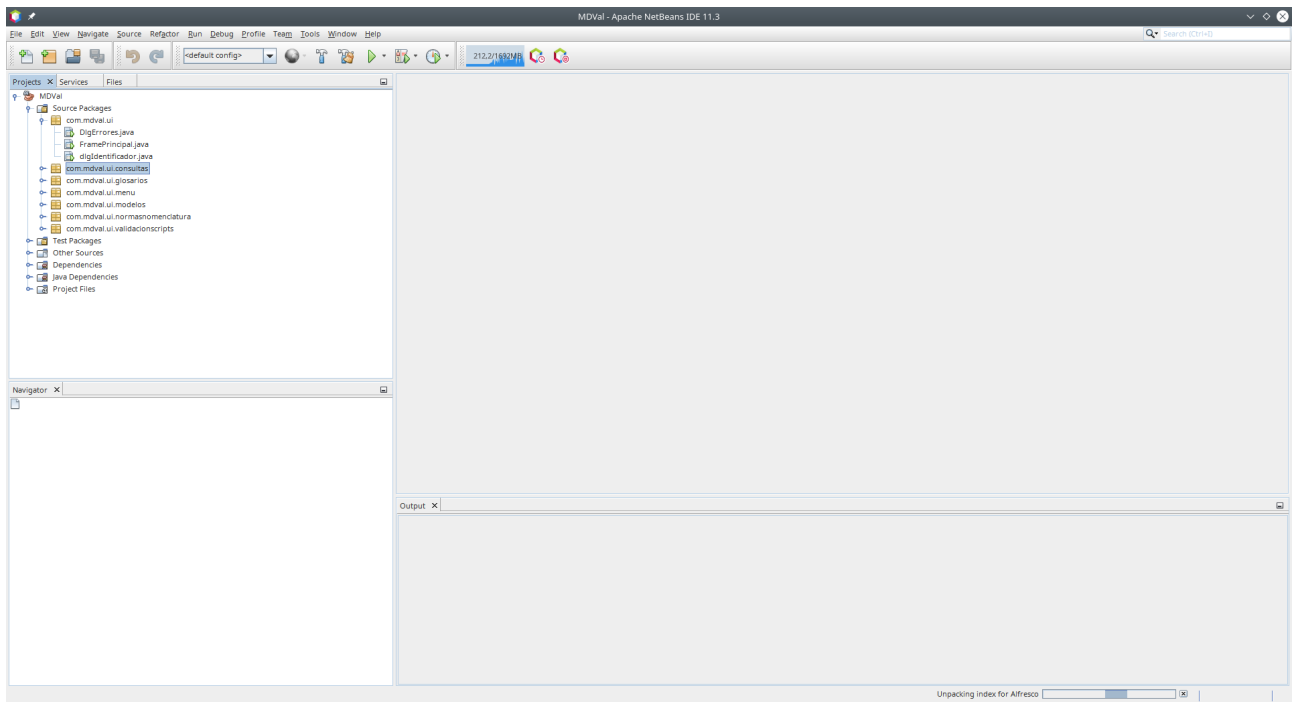 MDVal - Apache NetBeans IDE 11.3
File Edit View Navigate Source Refactor Run Debug Profile Team Tools Window Help
Search (Ctrl+I)
<default config>
212,2/1692MB
Projects Services Files
MDVal
Source Packages
com.mdval.ui
DlgErrores.java
FramePrincipal.java
dlgIdentificador.java
com.mdval.ui.consultas
com.mdval.ui.glosarios
com.mdval.ui.menu
com.mdval.ui.modelos
com.mdval.ui.normasnomenclatura
com.mdval.ui.validacionscripts
Test Packages
Other Sources
Dependencies
Java Dependencies
Project Files
Navigator
Output
Unpacking index for Alfresco